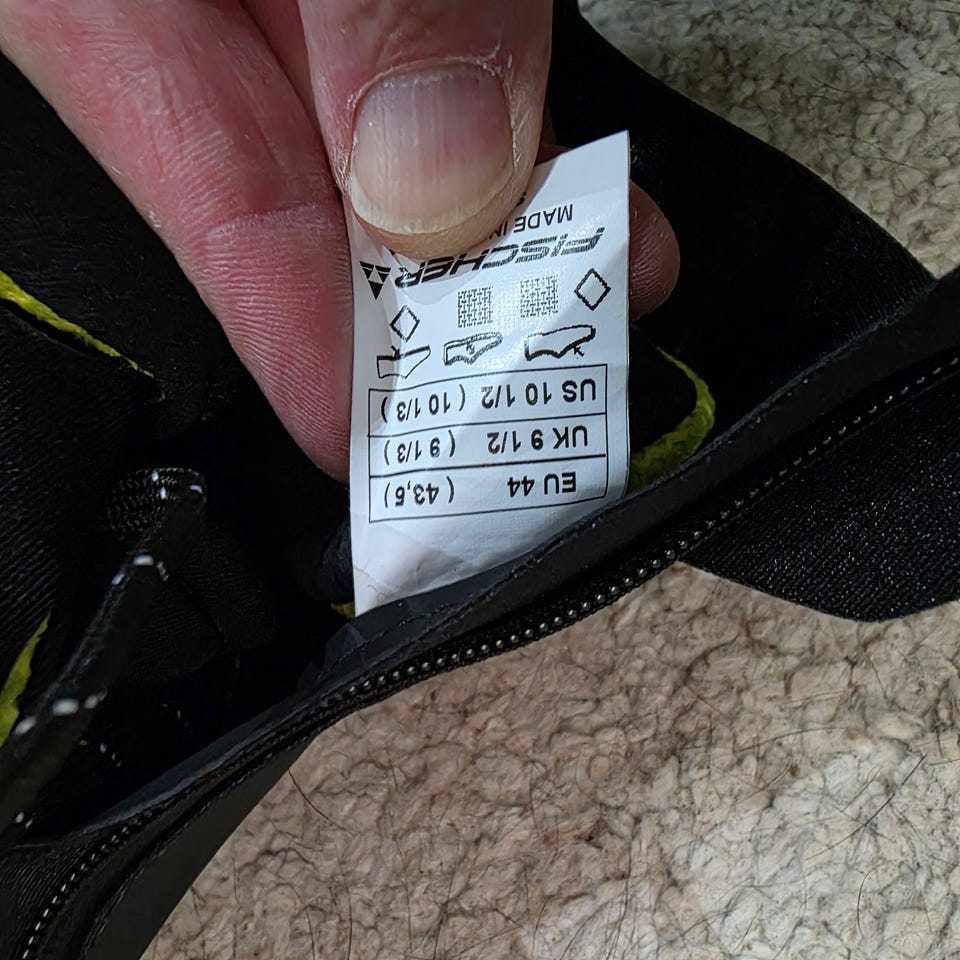 EU 44 (43,5)
UK 9 1/2 (9 1/3)
US 10 1/2 (10 1/3)
FISCHER
MADE IN